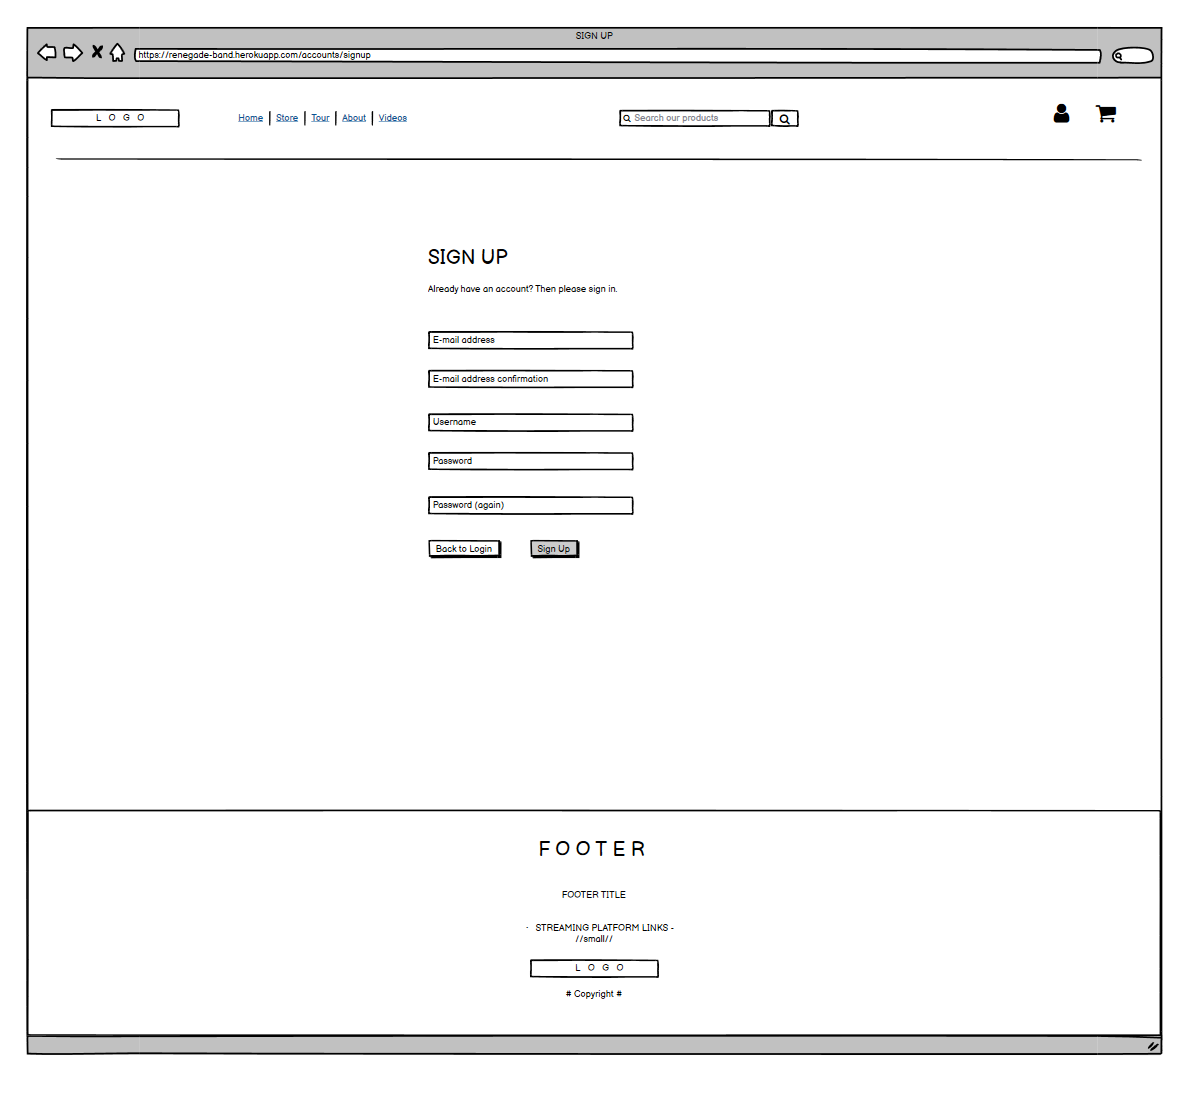 SIGN UP
https://renegade-band.herokuapp.com/accounts/signup
L O G O
Home | Store | Tour | About | Videos
Search our products
SIGN UP
Already have an account? Then please sign in.
E-mail address
E-mail address confirmation
Username
Password
Password (again)
Back to Login
Sign Up
FOOTER
FOOTER TITLE
· STREAMING PLATFORM LINKS -
//small//
L O G O
# Copyright #